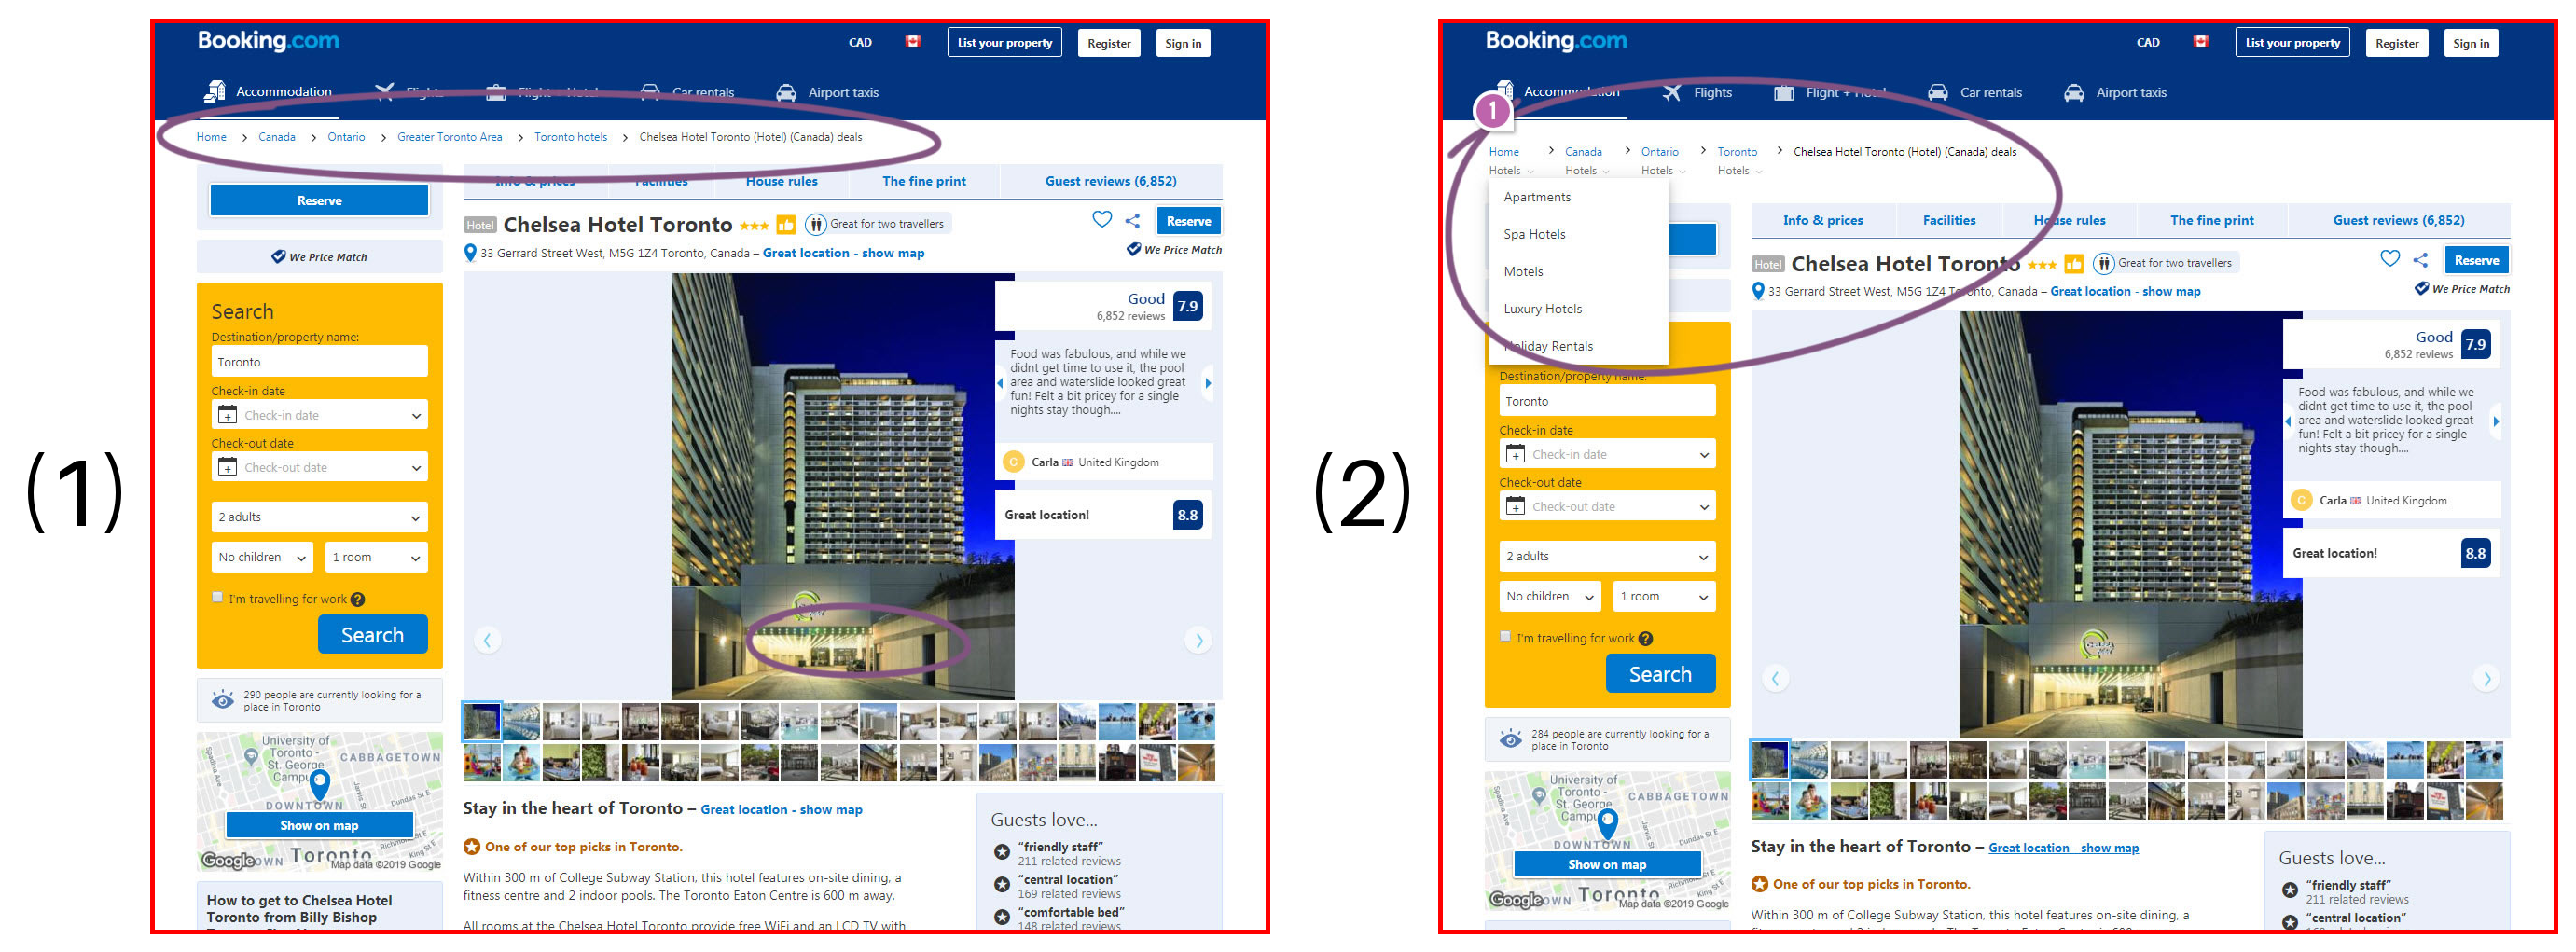 (1)
Booking.com
CAD
List your property
Register
Sign in
Accommodation
Flights
Flight + Hotel
Car rentals
Airport taxis
Home > Canada > Ontario > Greater Toronto Area > Toronto hotels > Chelsea Hotel Toronto (Hotel) (Canada) deals
Reserve
We Price Match
Search
Destination/property name:
Toronto
Check-in date
Check-in date
Check-out date
Check-out date
2 adults
No children
1 room
I'm travelling for work
Search
290 people are currently looking for a
place in Toronto
University of
Toronto -
St. George
Campu
CABBAGETOWN
Spadina Ave
Jarvis St
Dundas St E
DOWNTOWN
Show on map
Richmo
King St E
Google
OWN
Toronto
Map data ©2019 Google
How to get to Chelsea Hotel
Toronto from Billy Bishop
Info & prices
Facilities
House rules
The fine print
Guest reviews (6,852)
Hotel
Chelsea Hotel Toronto
Great for two travellers
Reserve
33 Gerrard Street West, M5G 1Z4 Toronto, Canada – Great location - show map
We Price Match
Good
7.9
6,852 reviews
Food was fabulous, and while we
didnt get time to use it, the pool
area and waterslide looked great
fun! Felt a bit pricey for a single
nights stay though....
C
Carla
United Kingdom
Great location!
8.8
Stay in the heart of Toronto – Great location - show map
One of our top picks in Toronto.
Within 300 m of College Subway Station, this hotel features on-site dining, a
fitness centre and 2 indoor pools. The Toronto Eaton Centre is 600 m away.
All rooms at the Chelsea Hotel Toronto provide free WiFi and an LCD TV with
Guests love...
“friendly staff”
211 related reviews
“central location”
169 related reviews
“comfortable bed”
148 related reviews
(2)
Booking.com
CAD
List your property
Register
Sign in
Accommodation
Flights
Flight + Hotel
Car rentals
Airport taxis
1
Home > Canada > Ontario > Toronto > Chelsea Hotel Toronto (Hotel) (Canada) deals
Hotels
Hotels
Hotels
Hotels
Apartments
Spa Hotels
Motels
Luxury Hotels
Holiday Rentals
Destination/property name:
Toronto
Check-in date
Check-in date
Check-out date
Check-out date
2 adults
No children
1 room
I'm travelling for work
Search
284 people are currently looking for a
place in Toronto
University of
Toronto -
St. George
Campu
CABBAGETOWN
Spadina Ave
Jarvis St
Dundas St E
DOWNTOWN
Show on map
Richmo
King St E
Google
OWN
Toronto
Map data ©2019 Google
Info & prices
Facilities
House rules
The fine print
Guest reviews (6,852)
Hotel
Chelsea Hotel Toronto
Great for two travellers
Reserve
33 Gerrard Street West, M5G 1Z4 Toronto, Canada – Great location - show map
We Price Match
Good
7.9
6,852 reviews
Food was fabulous, and while we
didnt get time to use it, the pool
area and waterslide looked great
fun! Felt a bit pricey for a single
nights stay though....
C
Carla
United Kingdom
Great location!
8.8
Stay in the heart of Toronto – Great location - show map
One of our top picks in Toronto.
Within 300 m of College Subway Station, this hotel features on-site dining, a
Guests love...
“friendly staff”
211 related reviews
“central location”